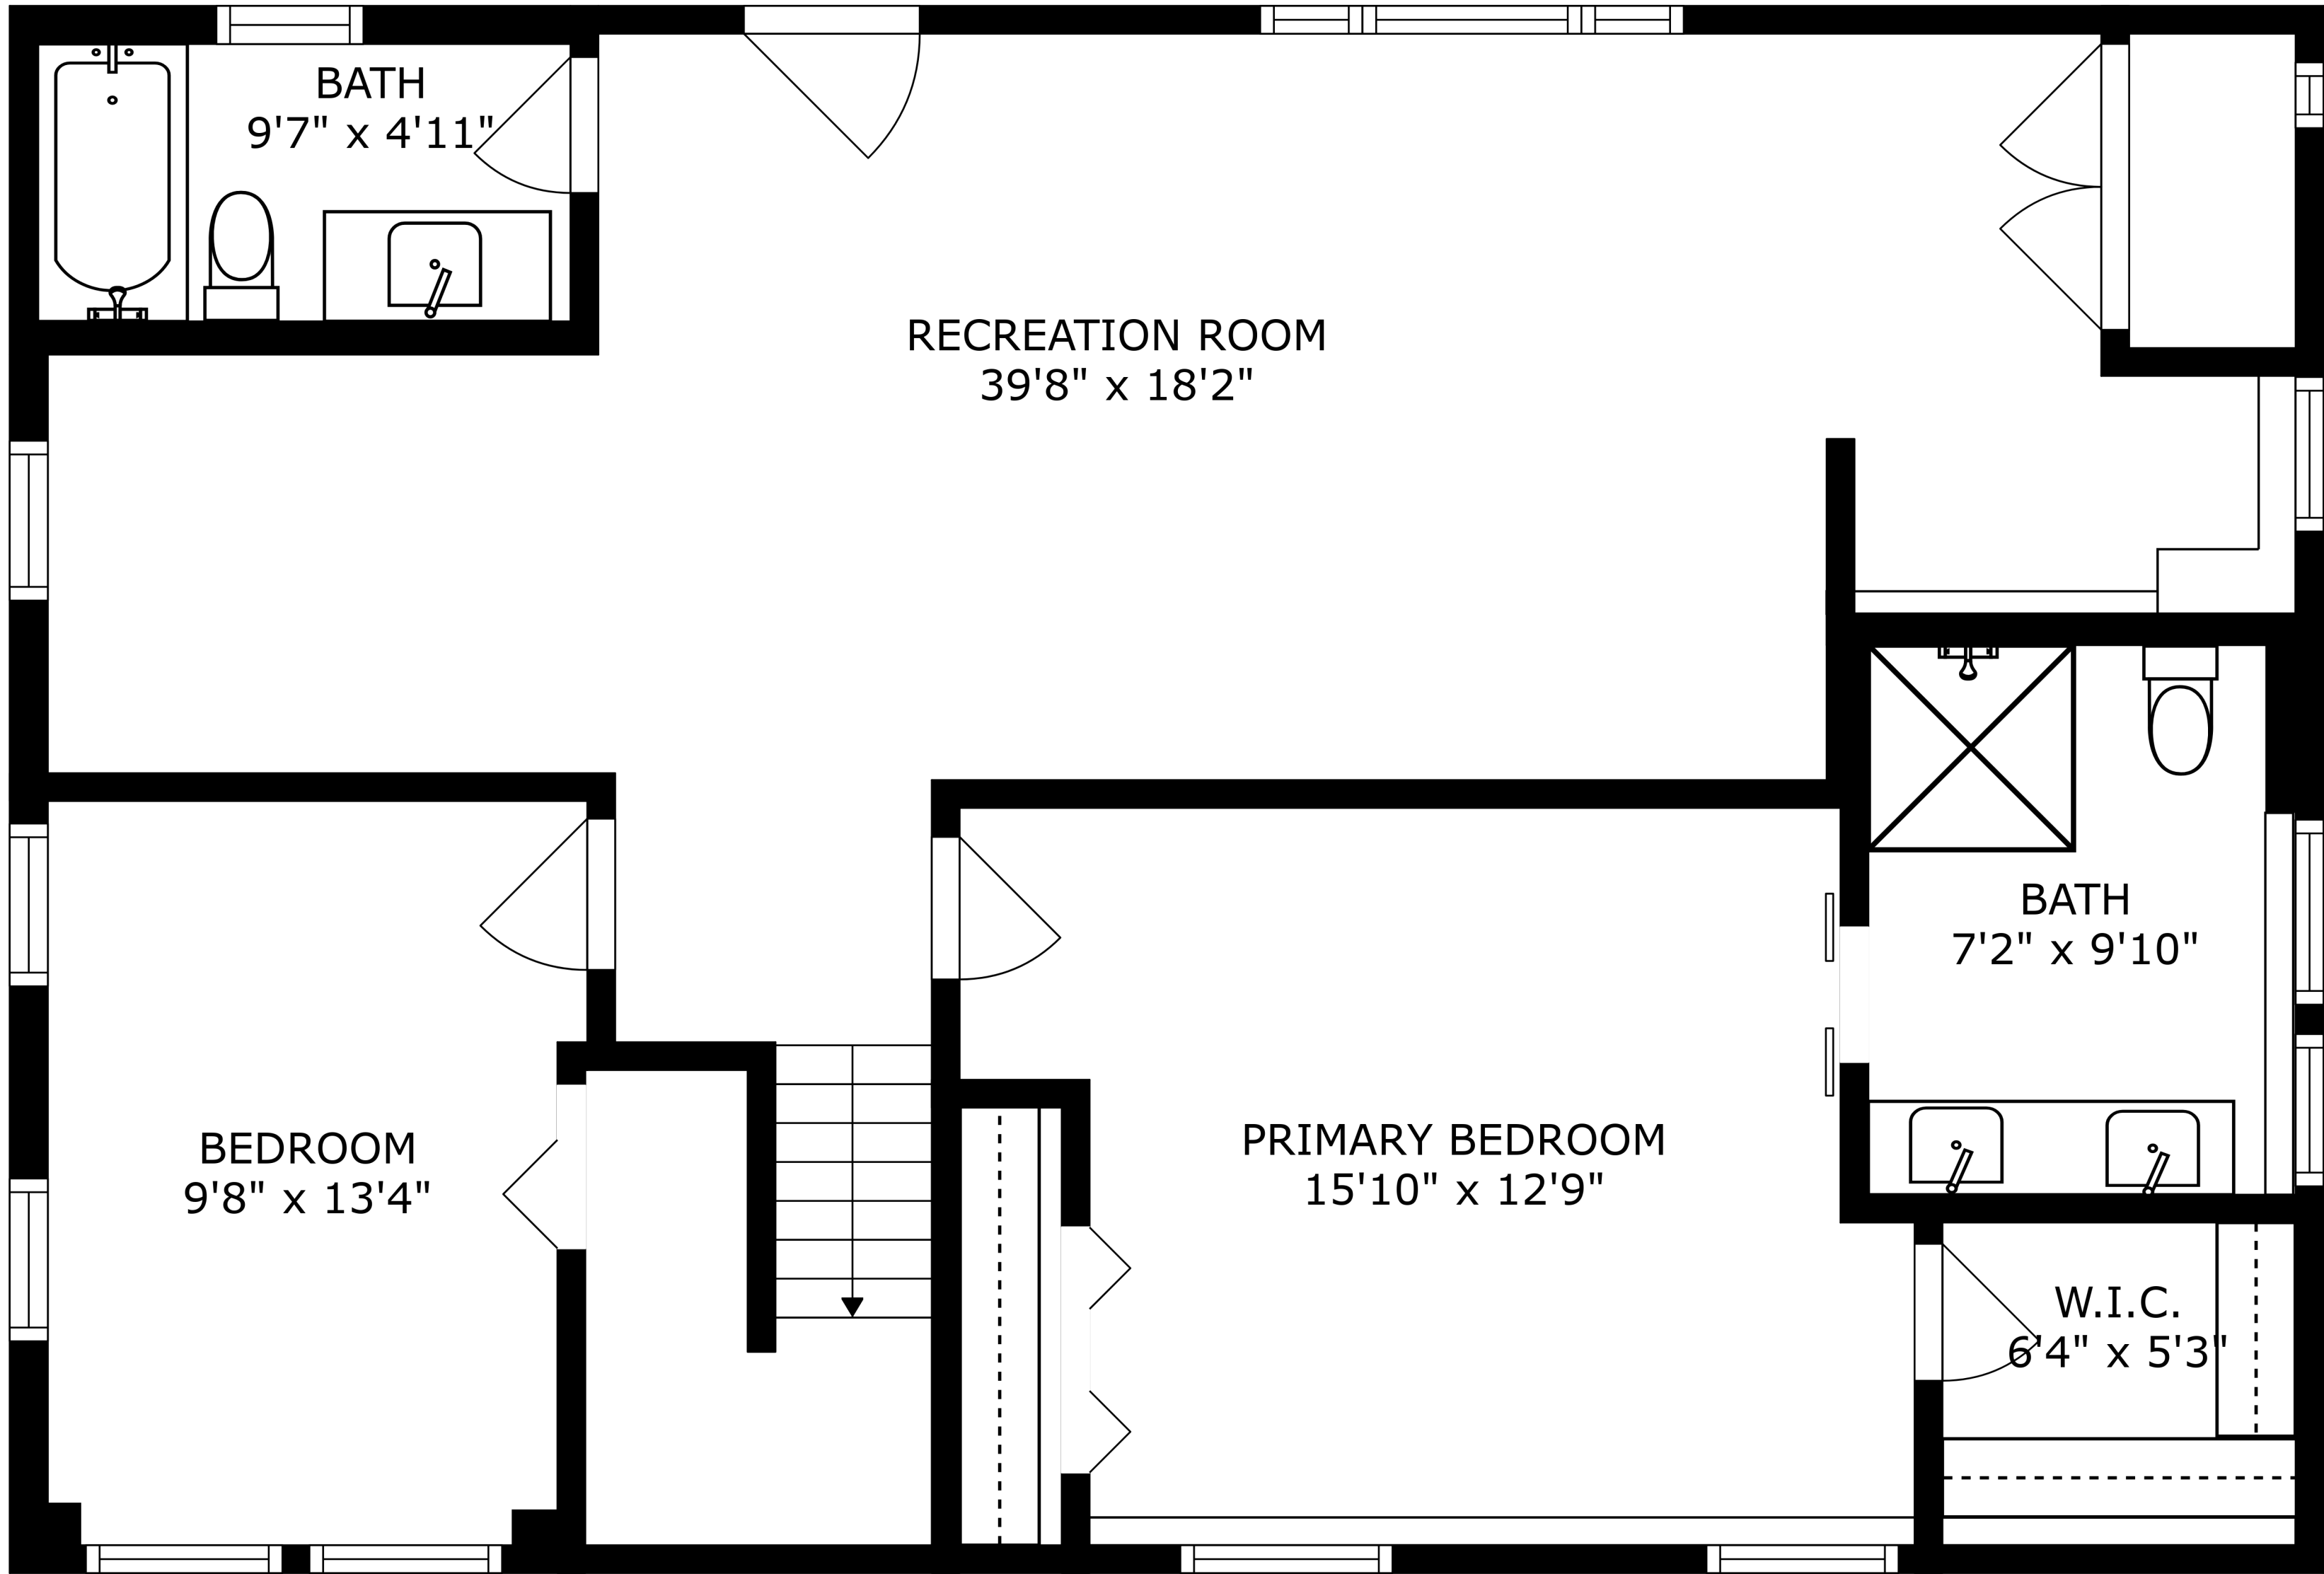 BATH
9'7" x 4'11"
RECREATION ROOM
39'8" x 18'2"
BATH
7'2" x 9'10"
BEDROOM
9'8" x 13'4"
PRIMARY BEDROOM
15'10" x 12'9"
W.I.C.
6'4" x 5'3"